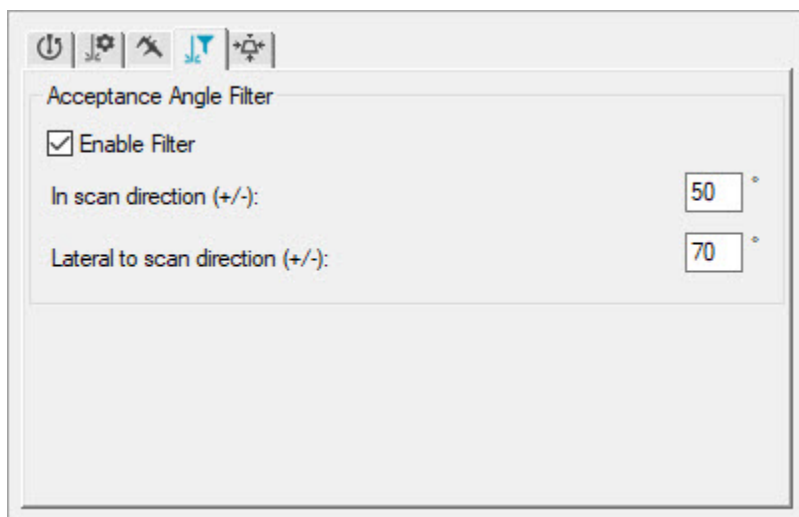 Acceptance Angle Filter
Enable Filter
In scan direction (+/-): 50 °
Lateral to scan direction (+/-): 70 °